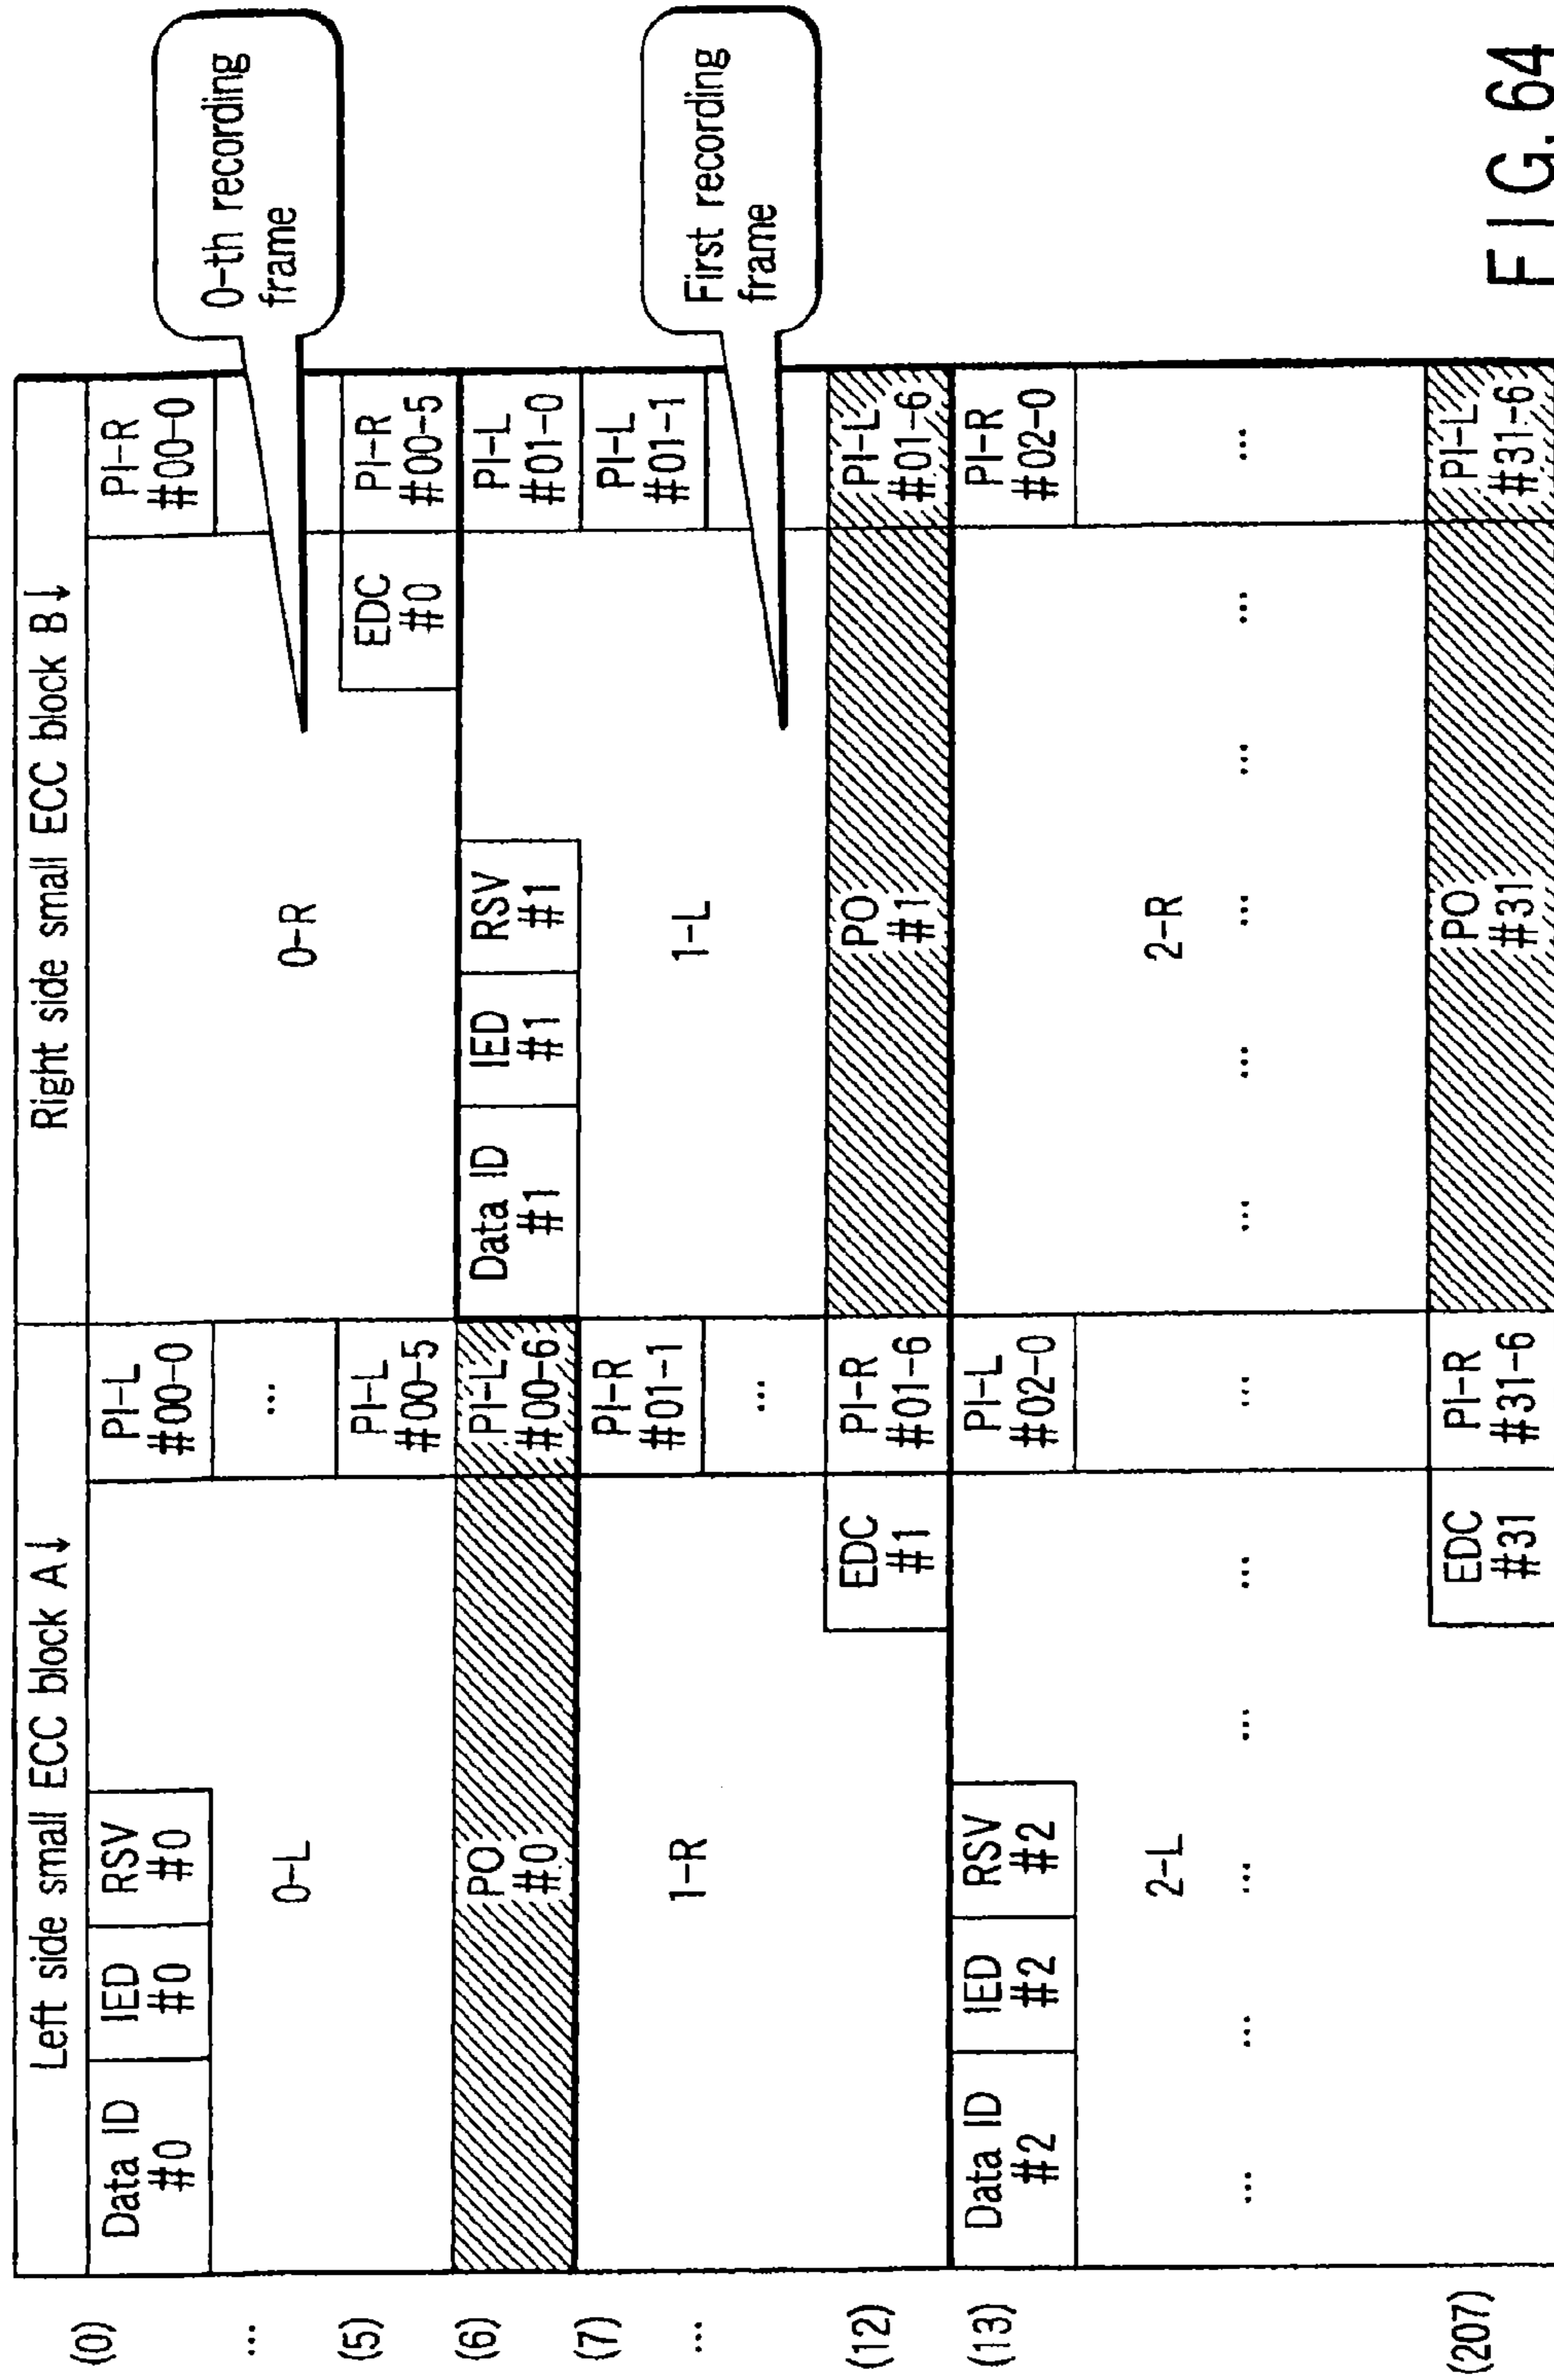 Left side small ECC block A↓
Right side small ECC block B↓
(0)
Data ID
#0
IED
#0
RSV
#0
PI-L
#00-0
PI-R
#00-0
...
0-L
...
0-R
0-th recording
frame
(5)
PI-L
#00-5
EDC
#0
PI-R
#00-5
(6)
PO
#0
PI-L
#00-6
Data ID
#1
IED
#1
RSV
#1
PI-L
#01-0
(7)
PI-R
#01-1
PI-L
#01-1
...
1-R
...
1-L
First recording
frame
(12)
EDC
#1
PI-R
#01-6
PO
#1
PI-L
#01-6
(13)
Data ID
#2
IED
#2
RSV
#2
PI-L
#02-0
PI-R
#02-0
2-L
2-R
... ... ... ... ... ... ... ... ... ... ... ...
(207)
EDC
#31
PI-R
#31-6
PO
#31
PI-L
#31-6
FIG. 64